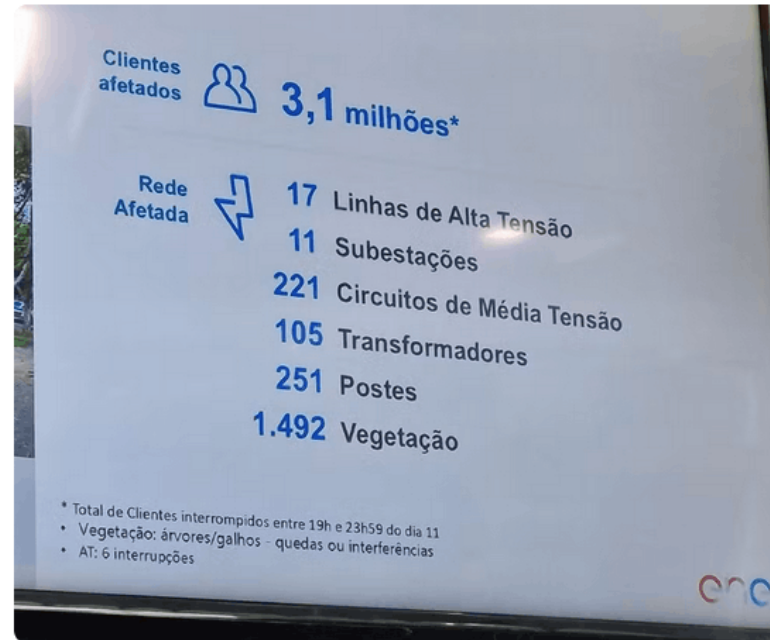 Clientes
afetados
3,1 milhões*
Rede
Afetada
17 Linhas de Alta Tensão
11 Subestações
221 Circuitos de Média Tensão
105 Transformadores
251 Postes
1.492 Vegetação
* Total de Clientes interrompidos entre 19h e 23h59 do dia 11
• Vegetação: árvores/galhos - quedas ou interferências
• AT: 6 interrupções
ene